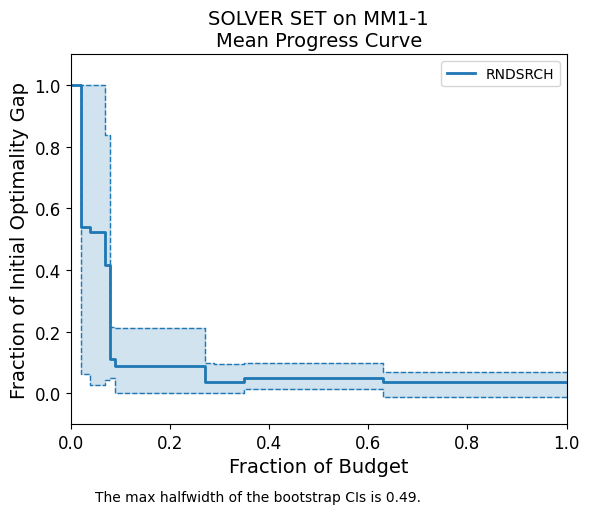 SOLVER SET on MM1-1
Mean Progress Curve
RNDSRCH
Fraction of Initial Optimality Gap
1.0
0.8
0.6
0.4
0.2
0.0
0.0 0.2 0.4 0.6 0.8 1.0
Fraction of Budget
The max halfwidth of the bootstrap CIs is 0.49.